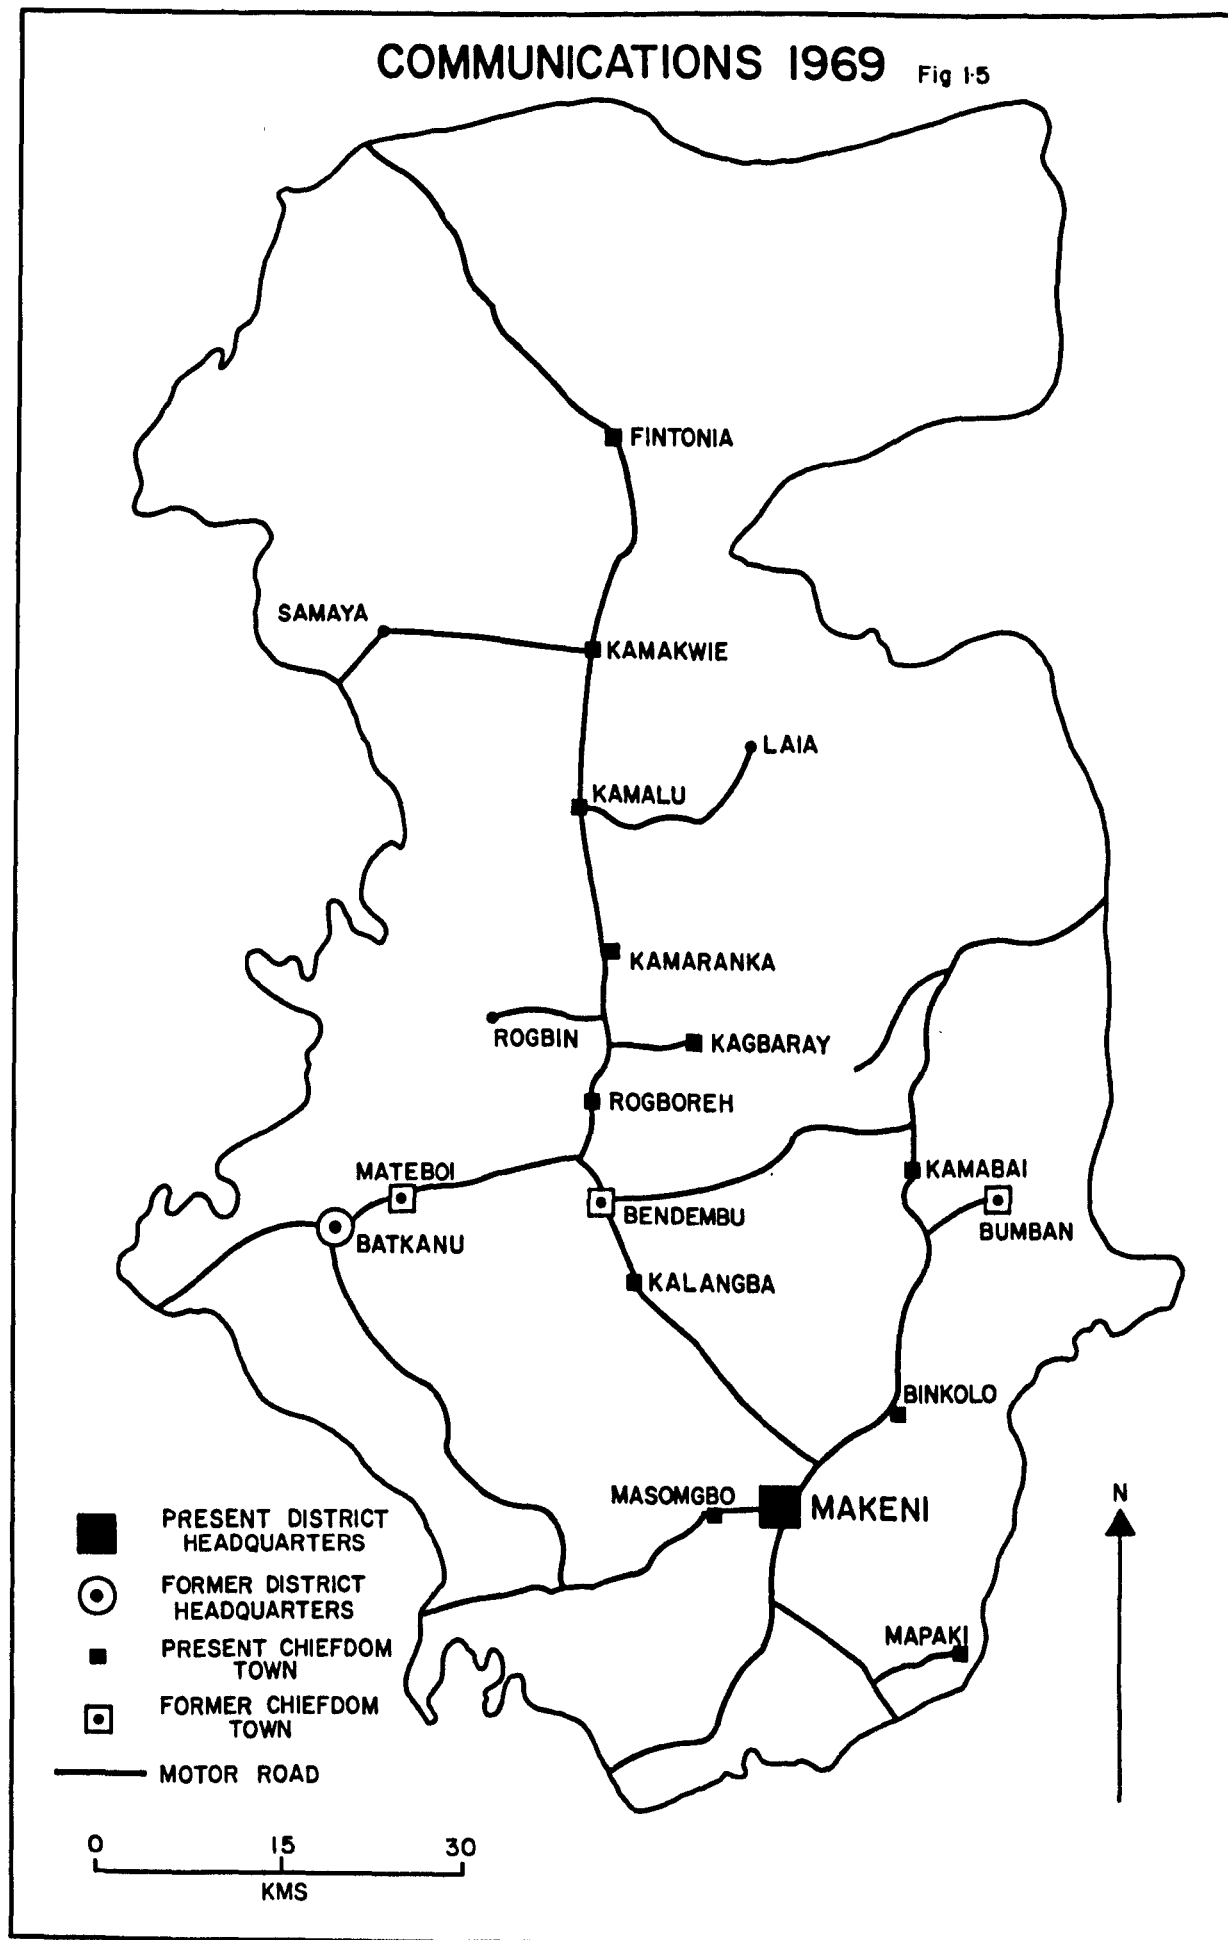 COMMUNICATIONS 1969 Fig 1·5
FINTONIA
SAMAYA
KAMAKWIE
LAIA
KAMALU
KAMARANKA
ROGBIN
KAGBARAY
ROGBOREH
MATEBOI
KAMABAI
BENDEMBU
BUMBAN
BATKANU
KALANGBA
BINKOLO
MASOMGBO
MAKENI
MAPAKI
N
PRESENT DISTRICT
HEADQUARTERS
FORMER DISTRICT
HEADQUARTERS
PRESENT CHIEFDOM
TOWN
FORMER CHIEFDOM
TOWN
MOTOR ROAD
0 15 30
KMS